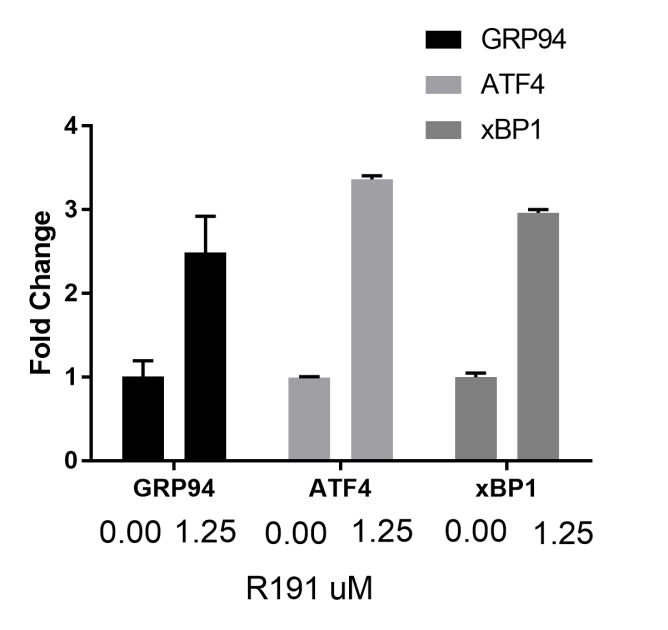 GRP94
ATF4
xBP1
4
3
2
1
0
Fold Change
GRP94 ATF4 xBP1
0.00 1.25 0.00 1.25 0.00 1.25
R191 uM